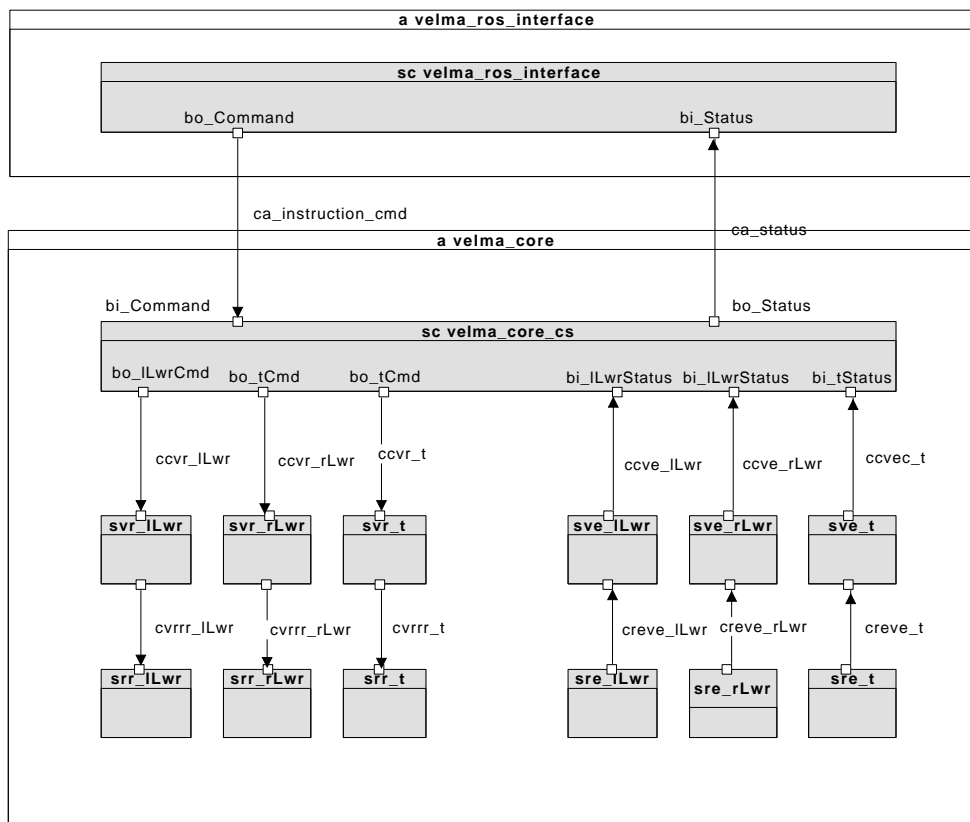 a velma_ros_interface
sc velma_ros_interface
bo_Command
bi_Status
ca_instruction_cmd
ca_status
a velma_core
bi_Command
bo_Status
sc velma_core_cs
bo_lLwrCmd
bo_tCmd
bo_tCmd
bi_lLwrStatus
bi_lLwrStatus
bi_tStatus
ccvr_lLwr
ccvr_rLwr
ccvr_t
ccve_lLwr
ccve_rLwr
ccvec_t
svr_lLwr
svr_rLwr
svr_t
sve_lLwr
sve_rLwr
sve_t
cvrrr_lLwr
cvrrr_rLwr
cvrrr_t
creve_lLwr
creve_rLwr
creve_t
srr_lLwr
srr_rLwr
srr_t
sre_lLwr
sre_rLwr
sre_t